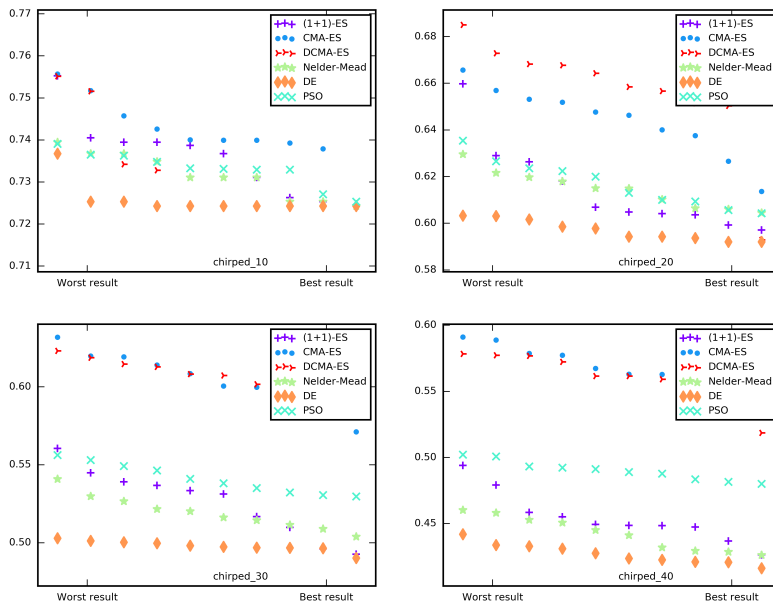 0.77
0.76
0.75
0.74
0.73
0.72
0.71
(1+1)-ES
CMA-ES
DCMA-ES
Nelder-Mead
DE
PSO
chirped_10
Worst result
Best result
0.68
0.66
0.64
0.62
0.60
0.58
(1+1)-ES
CMA-ES
DCMA-ES
Nelder-Mead
DE
PSO
chirped_20
Worst result
Best result
0.60
0.55
0.50
(1+1)-ES
CMA-ES
DCMA-ES
Nelder-Mead
DE
PSO
chirped_30
Worst result
Best result
0.60
0.55
0.50
0.45
(1+1)-ES
CMA-ES
DCMA-ES
Nelder-Mead
DE
PSO
chirped_40
Worst result
Best result